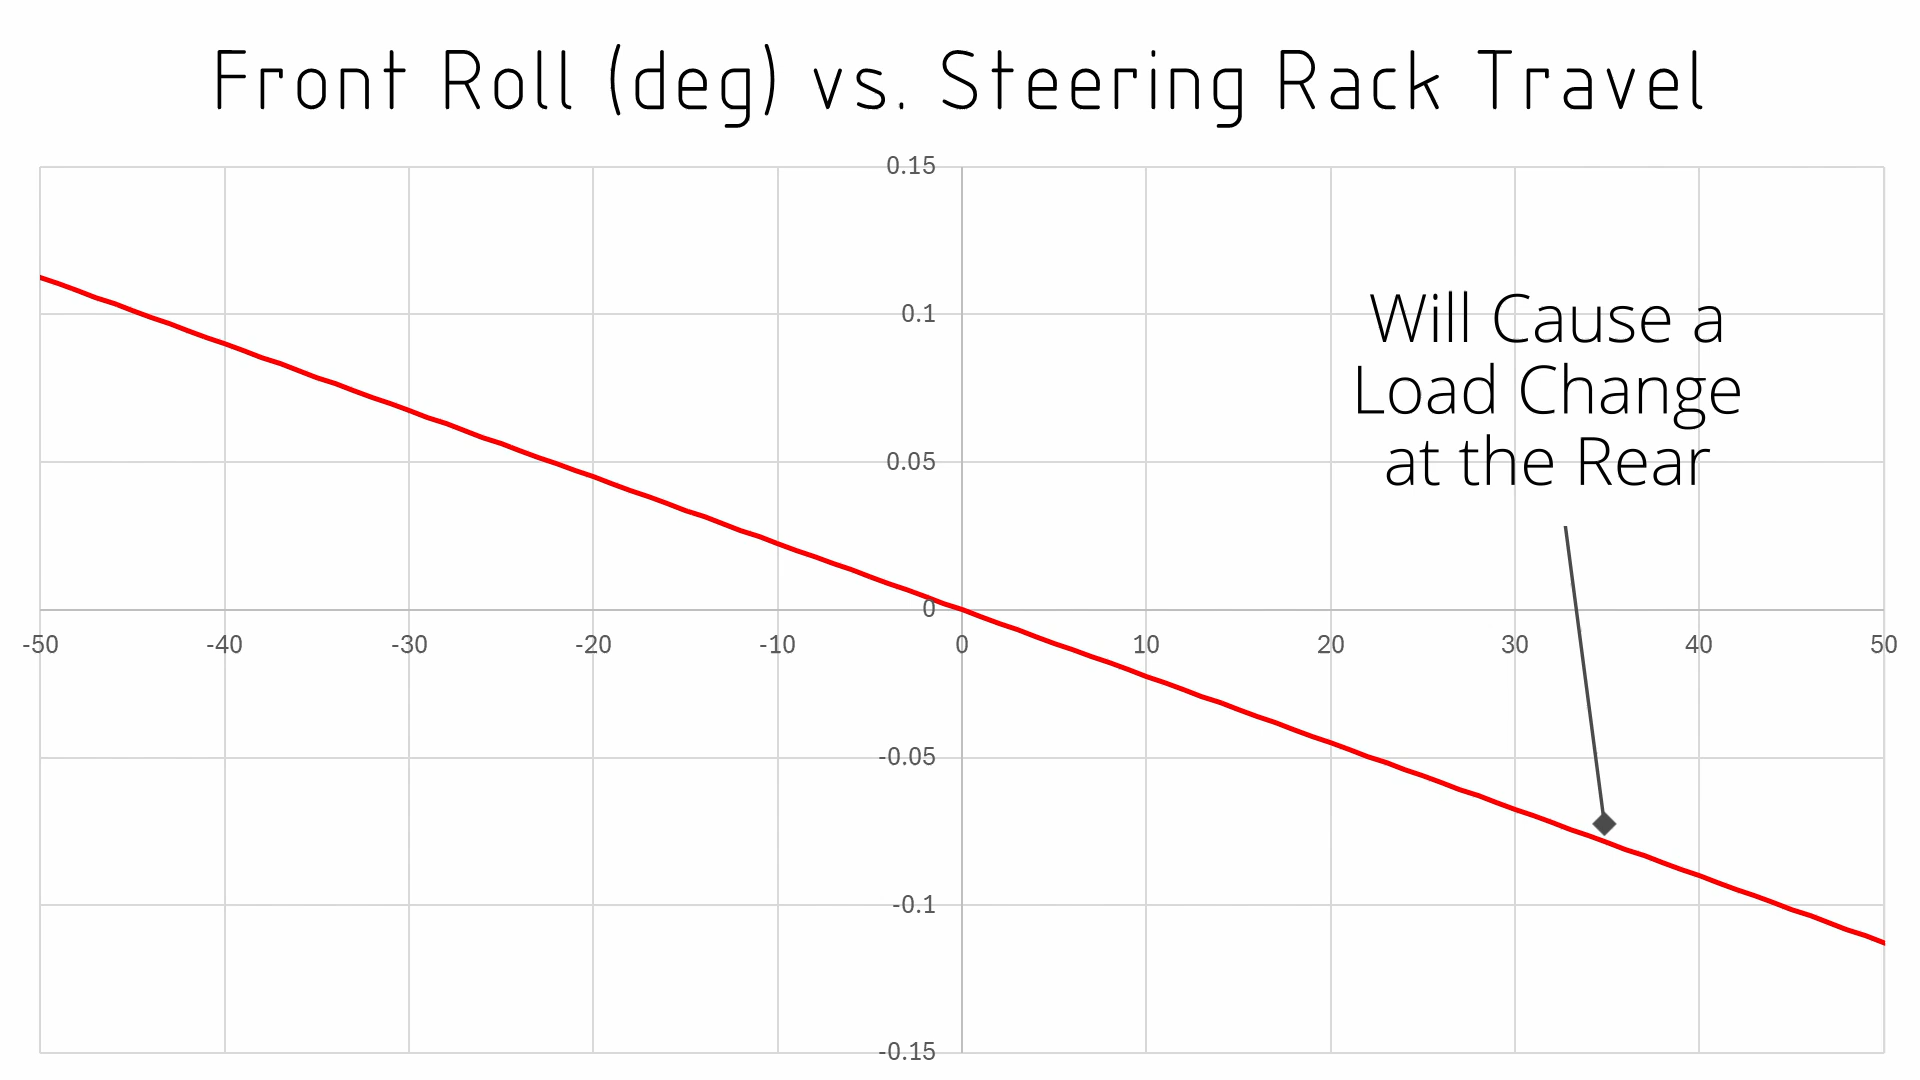 Front Roll (deg) vs. Steering Rack Travel
0.15
0.1
Will Cause a
Load Change
at the Rear
0.05
0
-50 -40 -30 -20 -10 0 10 20 30 40 50
-0.05
-0.1
-0.15